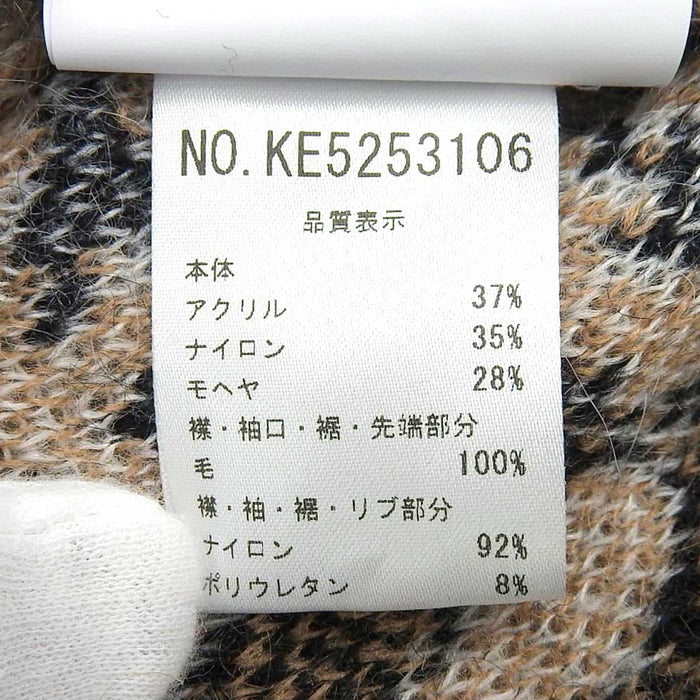 NO.KE5253106
品質表示
本体
アクリル 37%
ナイロン 35%
モヘヤ 28%
襟・袖口・裾・先端部分
毛 100%
襟・袖・裾・リブ部分
ナイロン 92%
ポリウレタン 8%